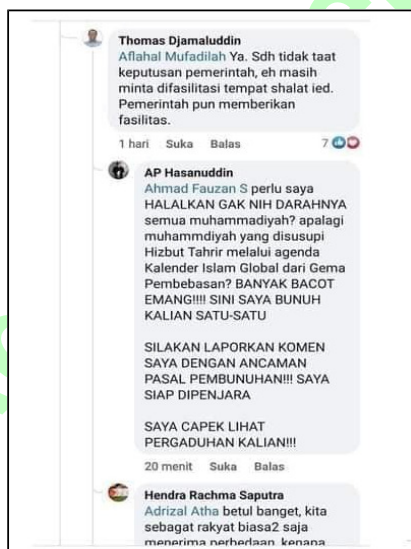 Thomas Djamaluddin
Aflahal Mufadilah Ya. Sdh tidak taat
keputusan pemerintah, eh masih
minta difasilitasi tempat shalat ied.
Pemerintah pun memberikan
fasilitas.
1 hari Suka Balas 7
AP Hasanuddin
Ahmad Fauzan S perlu saya
HALALKAN GAK NIH DARAHNYA
semua muhammadiyah? apalagi
muhammdiyah yang disusupi
Hizbut Tahrir melalui agenda
Kalender Islam Global dari Gema
Pembebasan? BANYAK BACOT
EMANG!!!! SINI SAYA BUNUH
KALIAN SATU-SATU
SILAKAN LAPORKAN KOMEN
SAYA DENGAN ANCAMAN
PASAL PEMBUNUHAN!!! SAYA
SIAP DIPENJARA
SAYA CAPEK LIHAT
PERGADUHAN KALIAN!!!
20 menit Suka Balas
Hendra Rachma Saputra
Adrizal Atha betul banget, kita
sebagat rakyat biasa2 saja
menerima perbedaan, kenapa